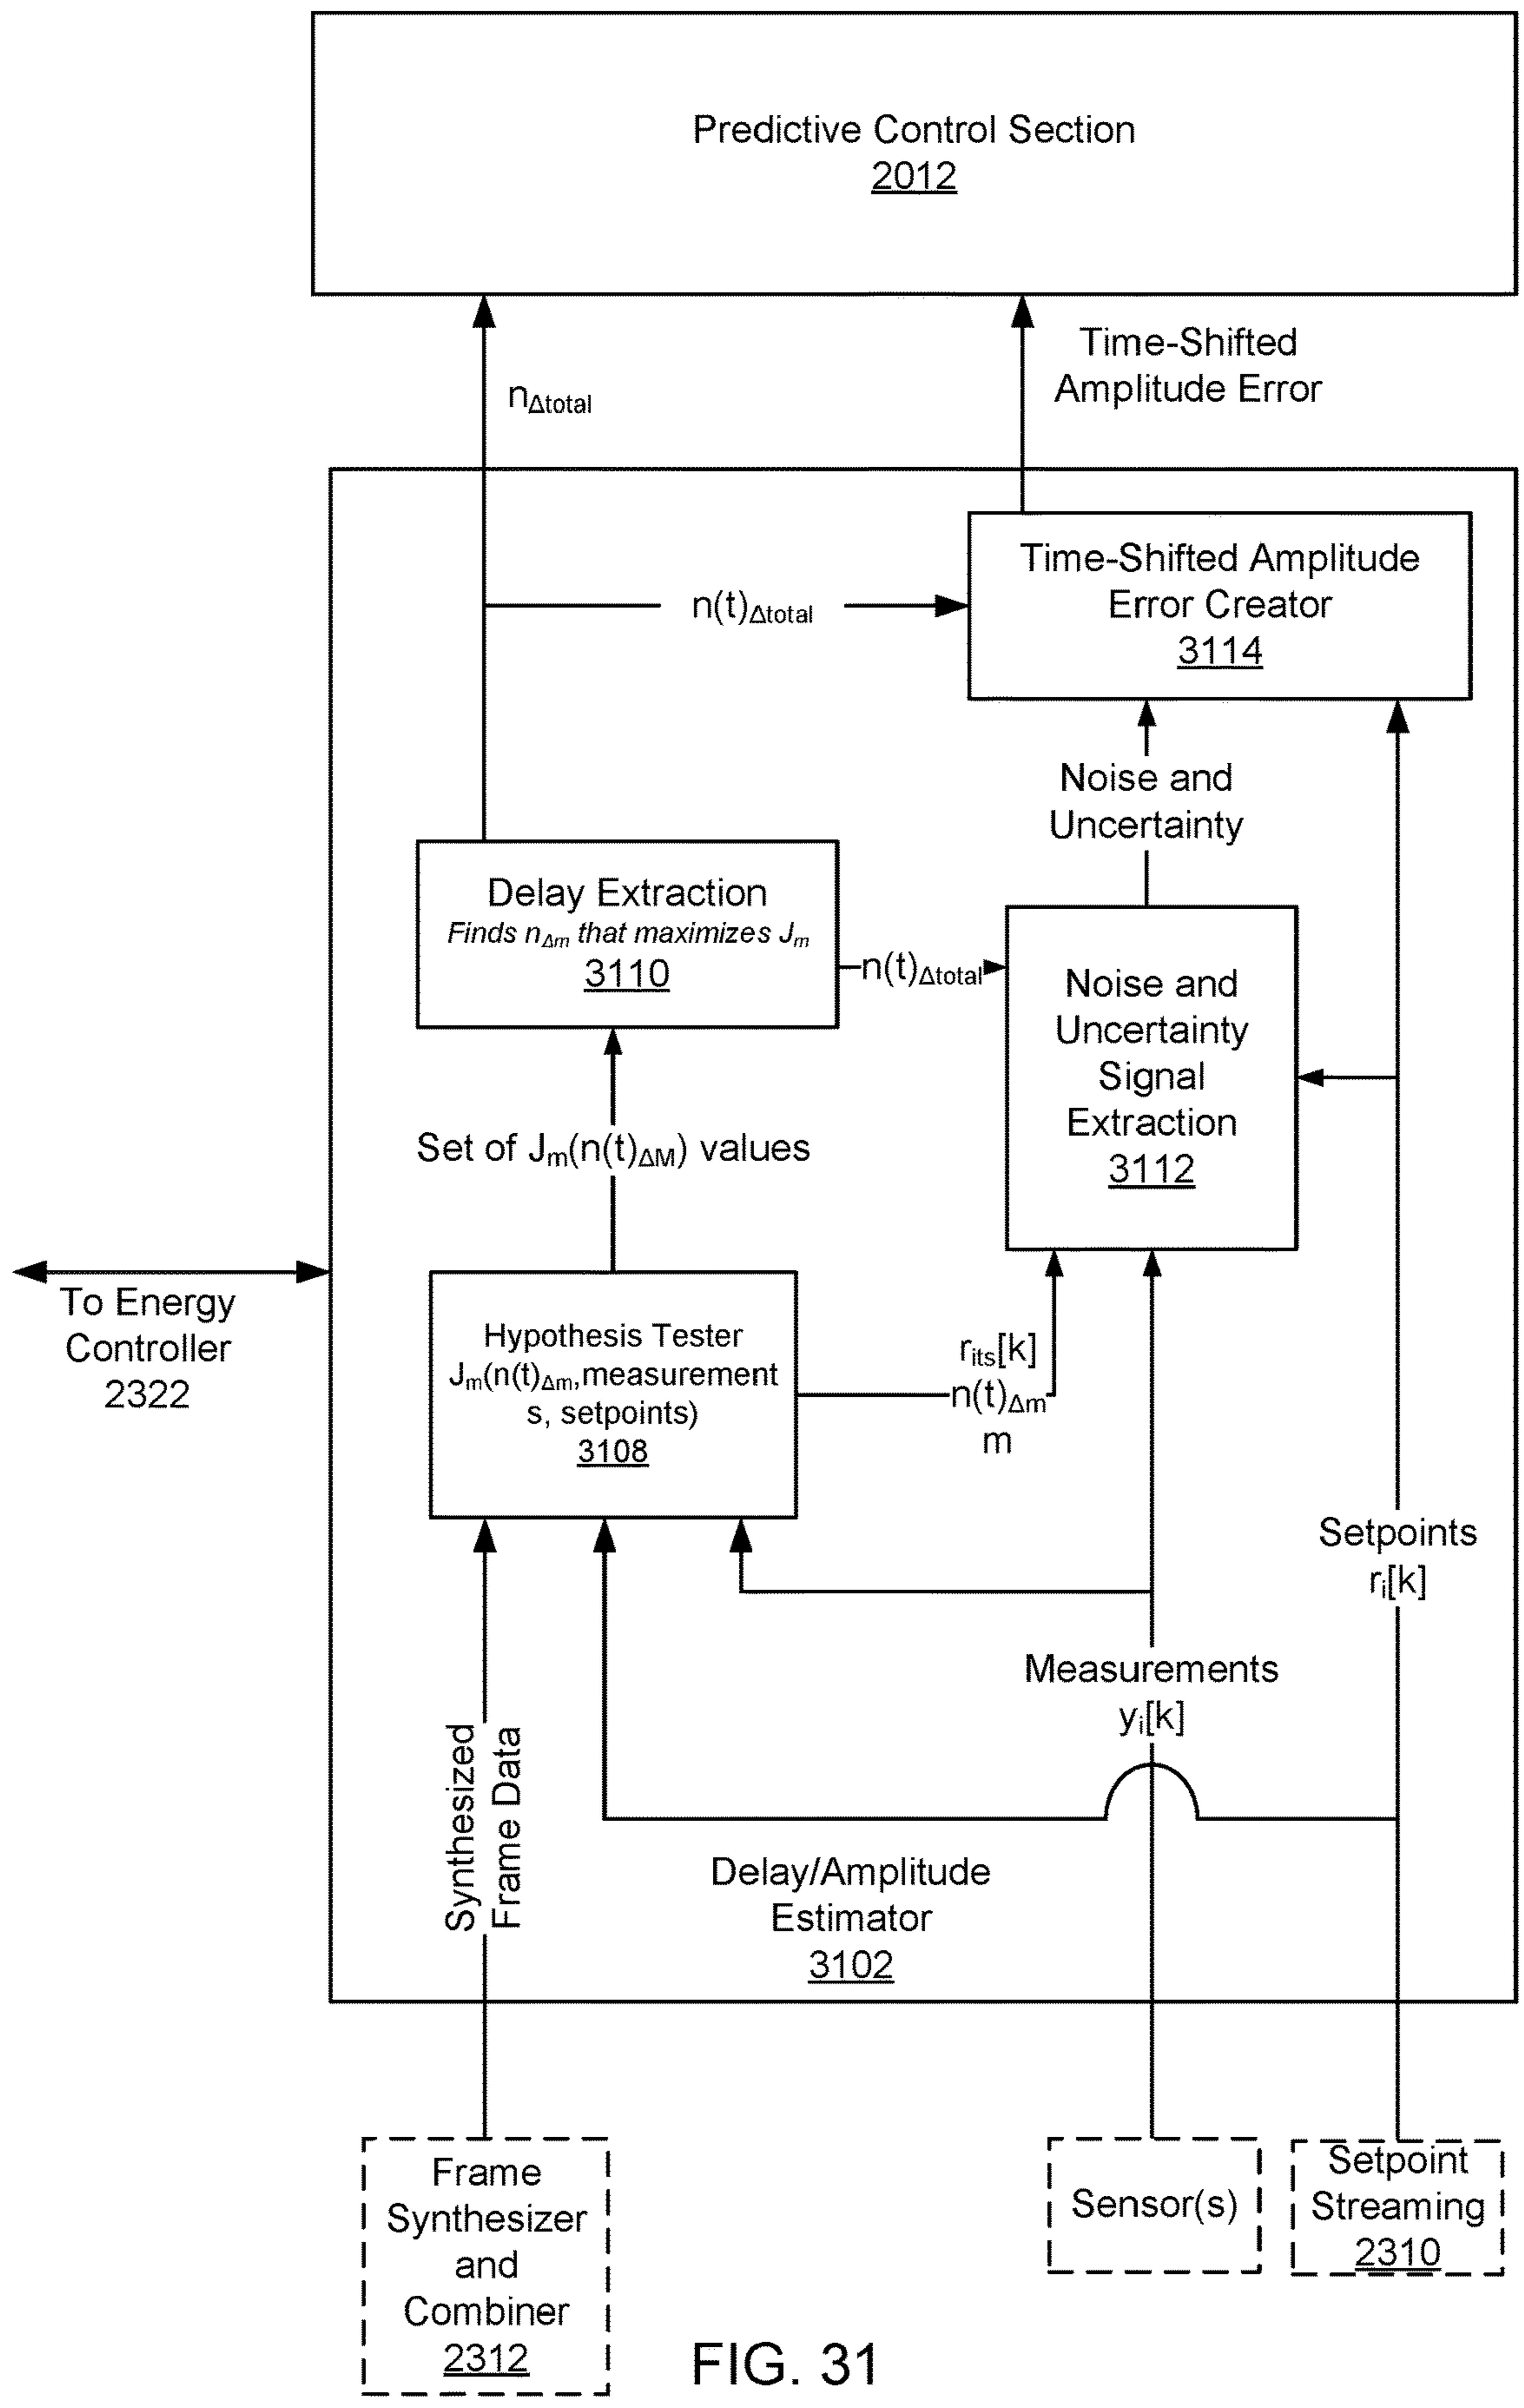 Predictive Control Section
2012
Time-Shifted
Amplitude Error
nΔtotal
Time-Shifted Amplitude
Error Creator
3114
n(t)Δtotal
Noise and
Uncertainty
Delay Extraction
Finds nΔm that maximizes Jm
3110
n(t)Δtotal
Noise and
Uncertainty
Signal
Extraction
3112
Set of Jm(n(t)ΔM) values
To Energy
Controller
2322
Hypothesis Tester
Jm(n(t)Δm,measurement
s, setpoints)
3108
rits[k]
n(t)Δm
m
Setpoints
ri[k]
Measurements
yi[k]
Synthesized
Frame Data
Delay/Amplitude
Estimator
3102
Frame
Synthesizer
and
Combiner
2312
Sensor(s)
Setpoint
Streaming
2310
FIG. 31